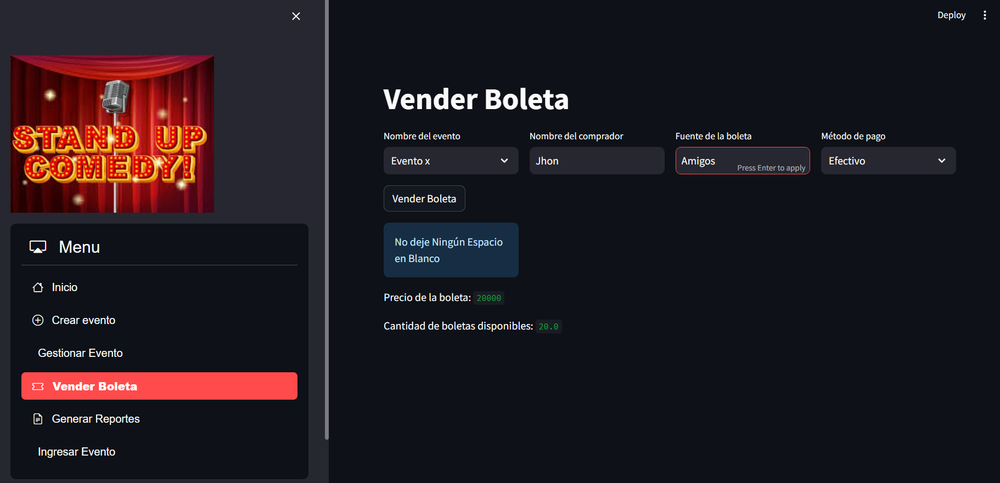 Deploy
STAND UP
COMEDY!
Menu
Inicio
Crear evento
Gestionar Evento
Vender Boleta
Generar Reportes
Ingresar Evento
Vender Boleta
Nombre del evento
Evento x
Nombre del comprador
Jhon
Fuente de la boleta
Amigos
Press Enter to apply
Método de pago
Efectivo
Vender Boleta
No deje Ningún Espacio
en Blanco
Precio de la boleta: 20000
Cantidad de boletas disponibles: 20.0